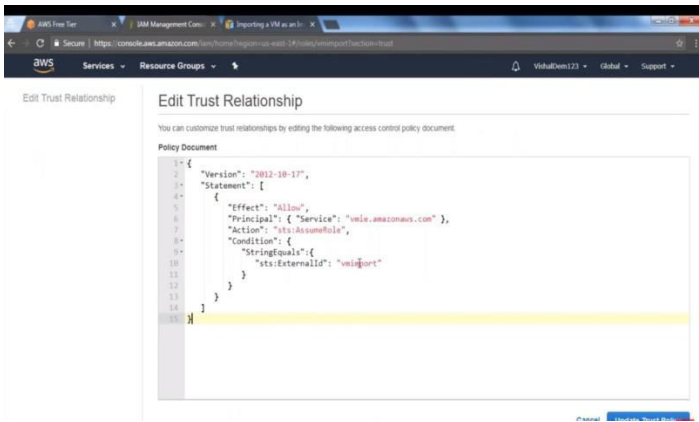 AWS Free Tier
IAM Management Cons
Importing a VM as an Im
Secure | https://console.aws.amazon.com/iam/home?region=us-east-1#/roles/vmimport?section=trust
aws Services Resource Groups VishalDem123 Global Support
Edit Trust Relationship
Edit Trust Relationship
You can customize trust relationships by editing the following access control policy document.
Policy Document
1 {
2 "Version": "2012-10-17",
3 "Statement": [
4 {
5 "Effect": "Allow",
6 "Principal": { "Service": "vmie.amazonaws.com" },
7 "Action": "sts:AssumeRole",
8 "Condition": {
9 "StringEquals":{
10 "sts:ExternalId": "vmimport"
11 }
12 }
13 }
14 ]
15 }
Cancel Update Trust Policy